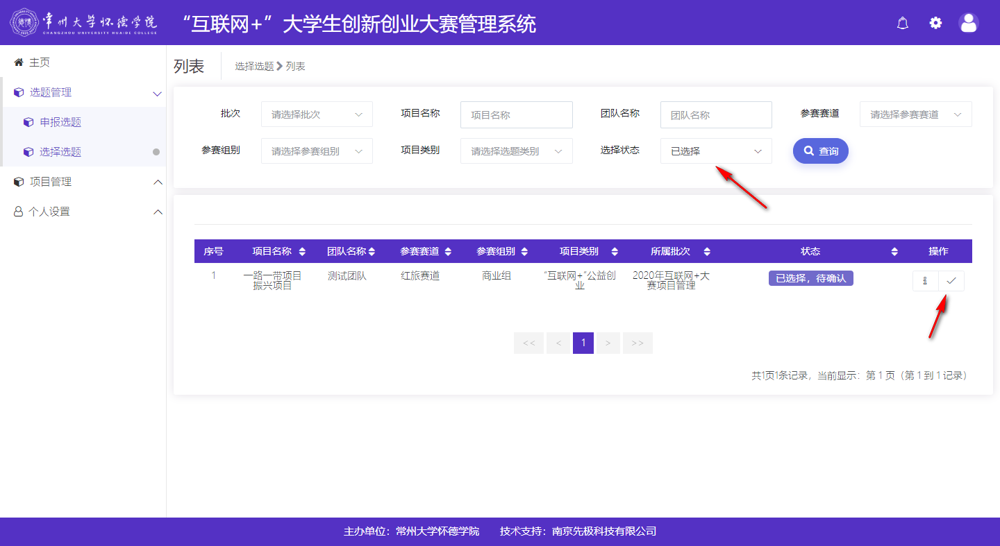 常州大学怀德学院
CHANGZHOU UNIVERSITY HUAIDE COLLEGE
“互联网+”大学生创新创业大赛管理系统
主页
选题管理
申报选题
选择选题
项目管理
个人设置
列表
选择选题 列表
批次 请选择批次 项目名称 项目名称 团队名称 团队名称 参赛赛道 请选择参赛赛道
参赛组别 请选择参赛组别 项目类别 请选择选题类别 选择状态 已选择 查询
序号 项目名称 团队名称 参赛赛道 参赛组别 项目类别 所属批次 状态 操作
1 一路一带项目 测试团队 红旅赛道 商业组 “互联网+”公益创 2020年互联网+大 已选择，待确认
振兴项目 业 赛项目管理
<< < 1 > >>
共1页1条记录，当前显示：第 1 页（第 1 到 1 记录）
主办单位：常州大学怀德学院 技术支持：南京先极科技有限公司